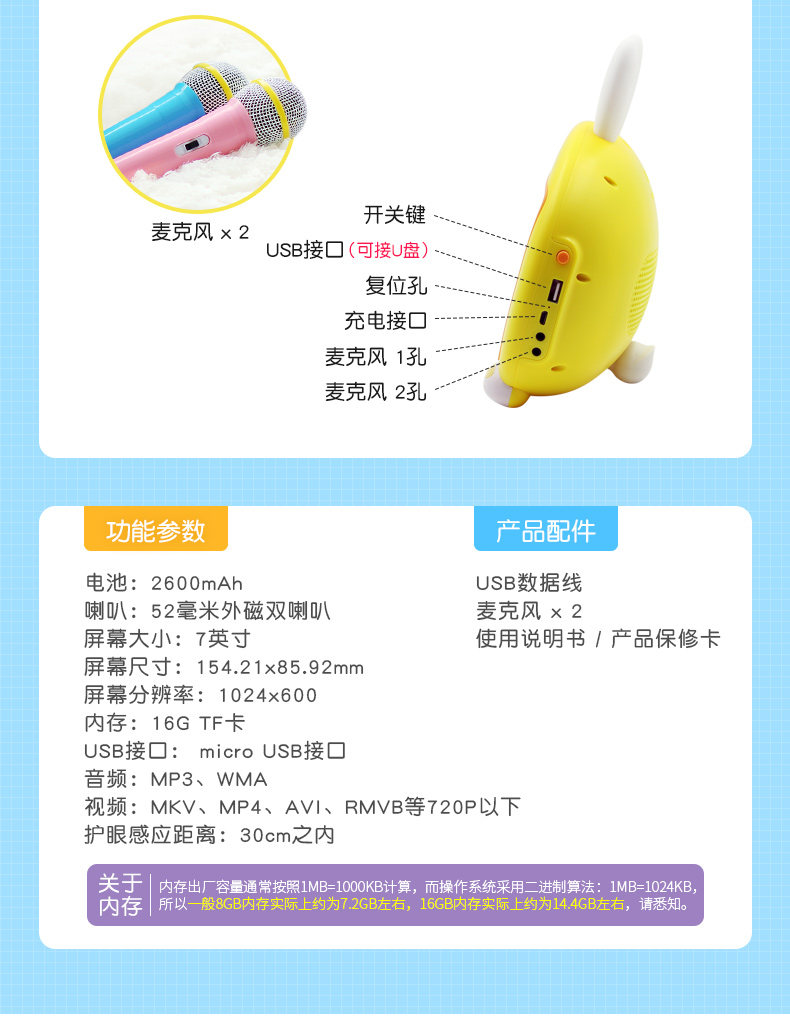 麦克风 x 2
开关键
USB接口（可接U盘）
复位孔
充电接口
麦克风 1孔
麦克风 2孔
功能参数
电池：2600mAh
喇叭：52毫米外磁双喇叭
屏幕大小：7英寸
屏幕尺寸：154.21x85.92mm
屏幕分辨率：1024x600
内存：16G TF卡
USB接口： micro USB接口
音频：MP3、WMA
视频：MKV、MP4、AVI、RMVB等720P以下
护眼感应距离：30cm之内
产品配件
USB数据线
麦克风 x 2
使用说明书 / 产品保修卡
关于
内存
内存出厂容量通常按照1MB=1000KB计算，而操作系统采用二进制算法：1MB=1024KB，
所以一般8GB内存实际上约为7.2GB左右，16GB内存实际上约为14.4GB左右，请悉知。